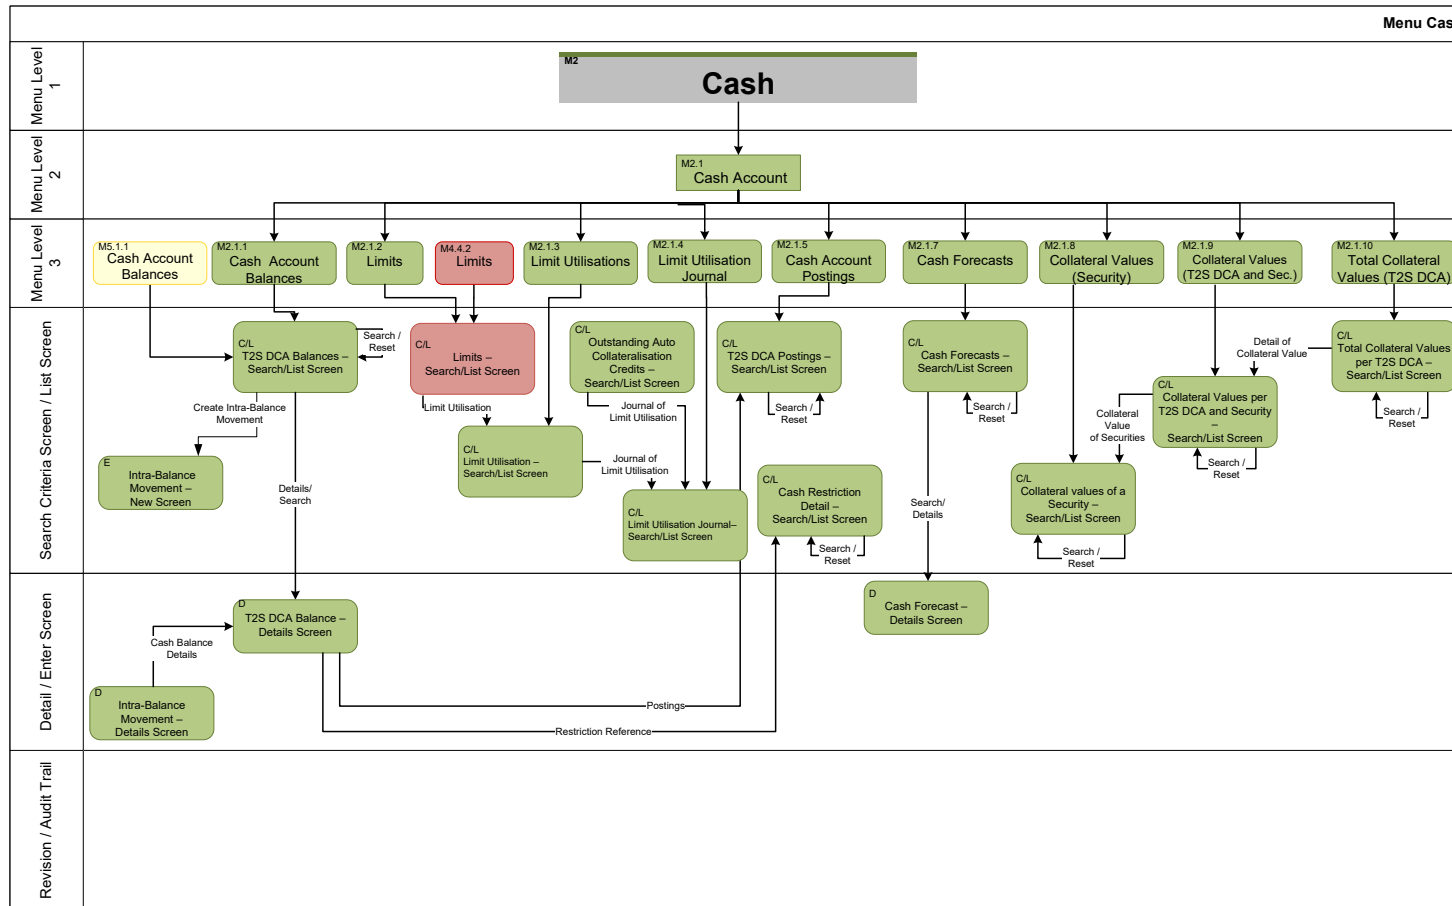 Menu Cas
Menu Level
1
M2
Cash
Menu Level
2
M2.1
Cash Account
Menu Level
3
M5.1.1
Cash Account
Balances
M2.1.1
Cash Account
Balances
M2.1.2
Limits
M4.4.2
Limits
M2.1.3
Limit Utilisations
M2.1.4
Limit Utilisation
Journal
M2.1.5
Cash Account
Postings
M2.1.7
Cash Forecasts
M2.1.8
Collateral Values
(Security)
M2.1.9
Collateral Values
(T2S DCA and Sec.)
M2.1.10
Total Collateral
Values (T2S DCA)
Search Criteria Screen / List Screen
C/L
T2S DCA Balances –
Search/List Screen
Search /
Reset
C/L
Limits –
Search/List Screen
C/L
Outstanding Auto
Collateralisation
Credits –
Search/List Screen
C/L
T2S DCA Postings –
Search/List Screen
Search /
Reset
C/L
Cash Forecasts –
Search/List Screen
Search /
Reset
Detail of
Collateral Value
C/L
Total Collateral Values
per T2S DCA –
Search/List Screen
Search /
Reset
C/L
Collateral Values per
T2S DCA and Security
–
Search/List Screen
Search /
Reset
Collateral
Value
of Securities
Create Intra-Balance
Movement
Limit Utilisation
Journal of
Limit Utilisation
E
Intra-Balance
Movement –
New Screen
C/L
Limit Utilisation –
Search/List Screen
Journal of
Limit Utilisation
Details/
Search
C/L
Limit Utilisation Journal–
Search/List Screen
C/L
Cash Restriction
Detail –
Search/List Screen
Search /
Reset
Search/
Details
C/L
Collateral values of a
Security –
Search/List Screen
Search /
Reset
Detail / Enter Screen
D
T2S DCA Balance –
Details Screen
D
Cash Forecast –
Details Screen
Cash Balance
Details
D
Intra-Balance
Movement –
Details Screen
Postings
Restriction Reference
Revision / Audit Trail